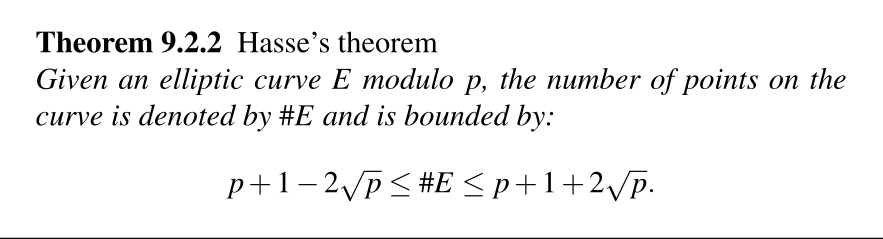 Theorem 9.2.2 Hasse's theorem
Given an elliptic curve E modulo p, the number of points on the
curve is denoted by #E and is bounded by:
p+1−2√p ≤ #E ≤ p+1+2√p.